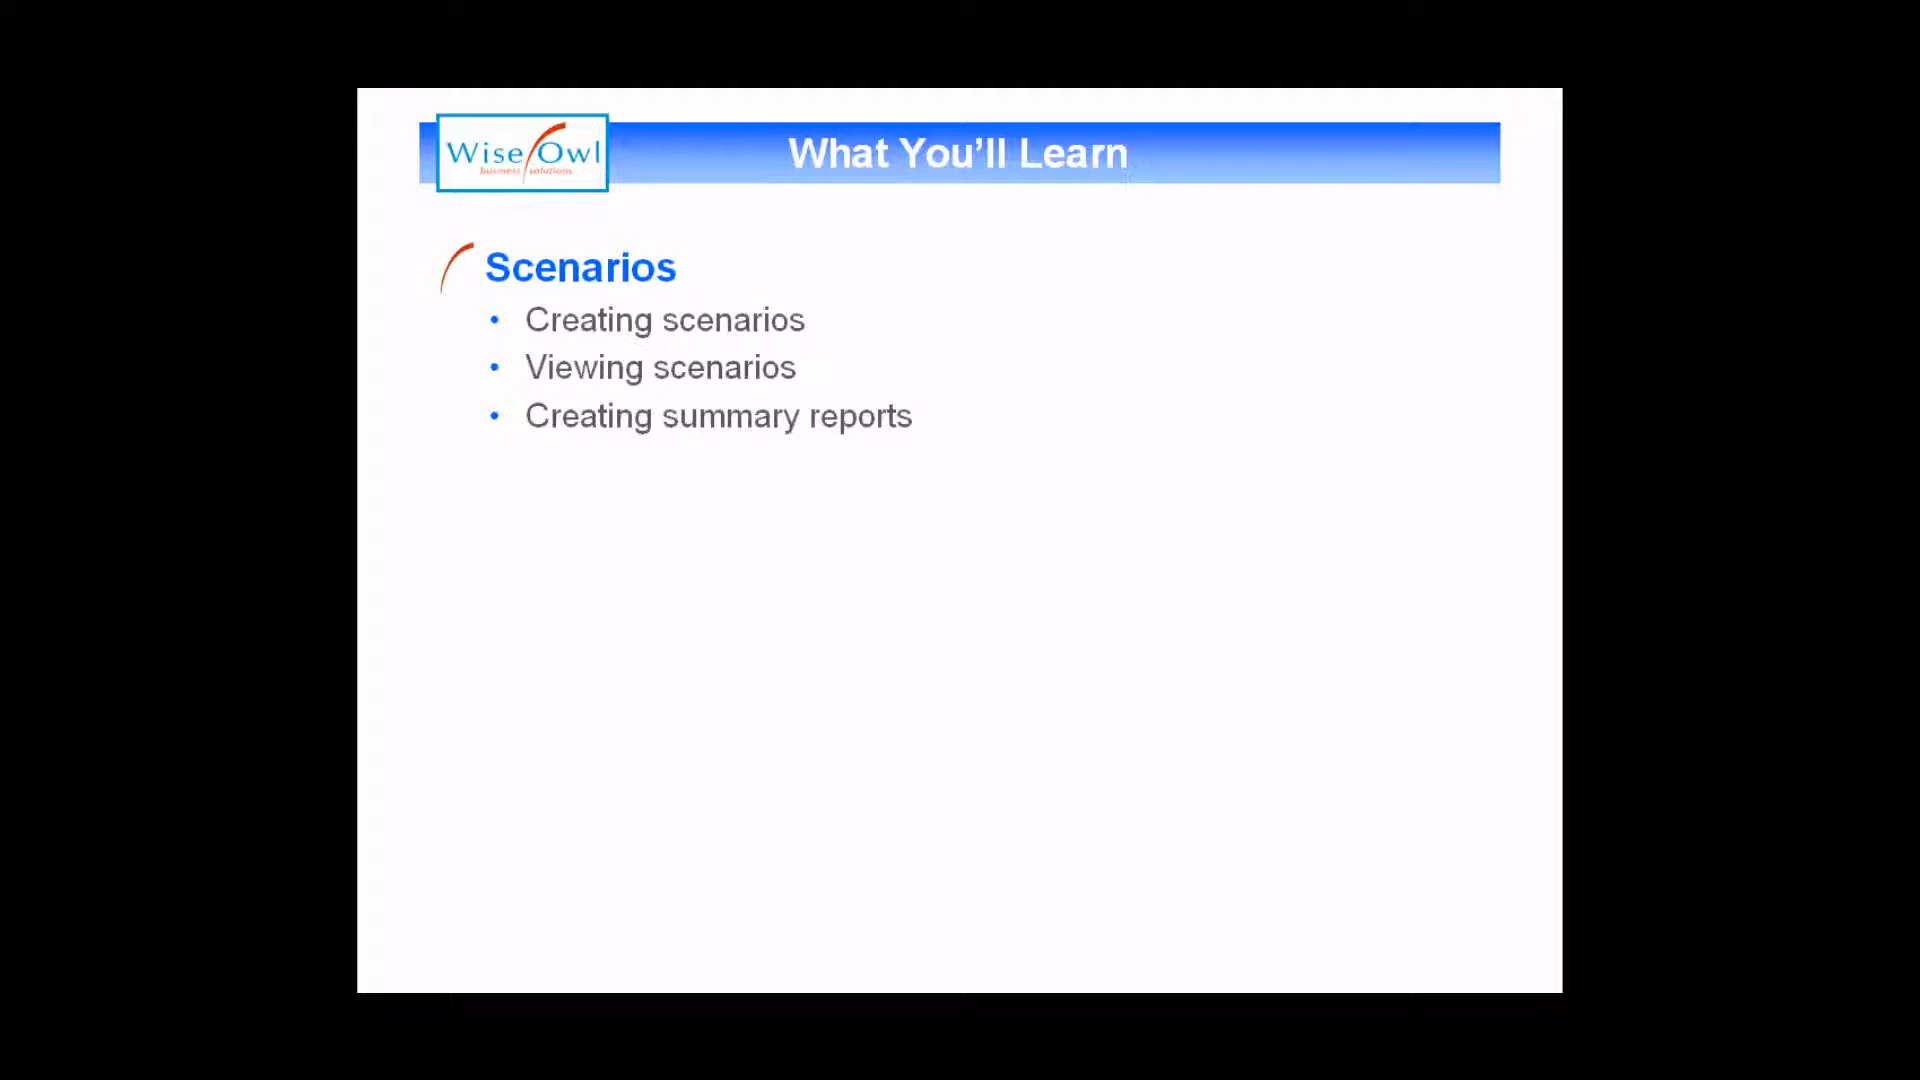 Wise Owl
business solutions
What You'll Learn
Scenarios
• Creating scenarios
• Viewing scenarios
• Creating summary reports